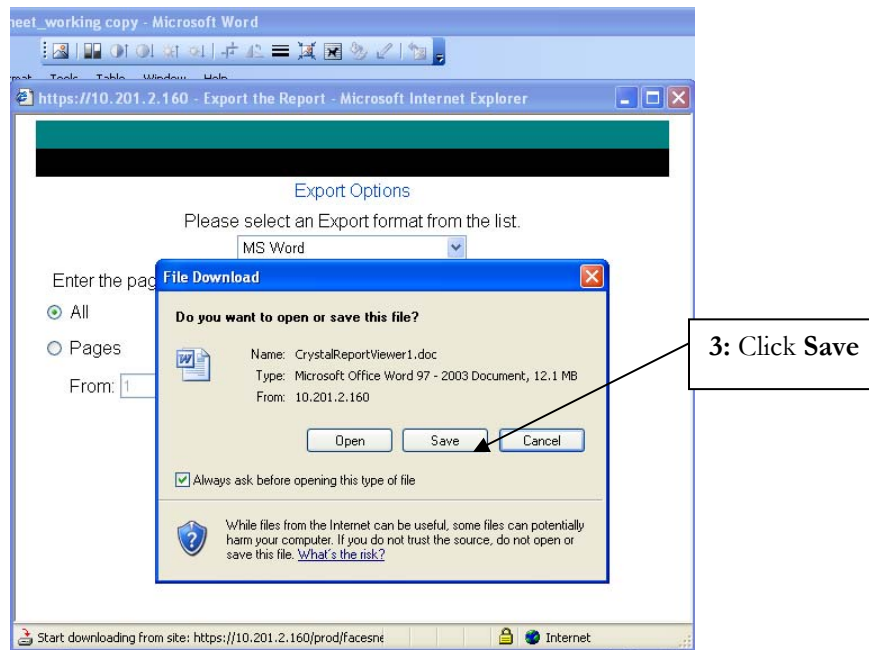 neet_working copy - Microsoft Word
Tools Table Window Help
https://10.201.2.160 - Export the Report - Microsoft Internet Explorer
Export Options
Please select an Export format from the list.
MS Word
Enter the pag
All
Pages
From: 1
File Download
Do you want to open or save this file?
Name: CrystalReportViewer1.doc
Type: Microsoft Office Word 97 - 2003 Document, 12.1 MB
From: 10.201.2.160
Open Save Cancel
Always ask before opening this type of file
While files from the Internet can be useful, some files can potentially
harm your computer. If you do not trust the source, do not open or
save this file. What's the risk?
3: Click Save
Start downloading from site: https://10.201.2.160/prod/facesne Internet